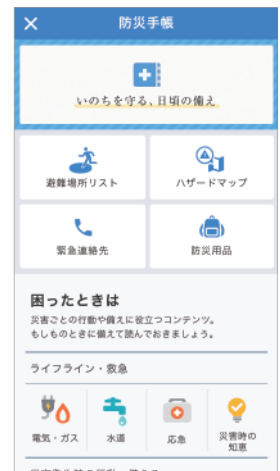 防災手帳
いのちを守る、日頃の備え
避難場所リスト
ハザードマップ
緊急連絡先
防災用品
困ったときは
災害ごとの行動や備えに役立つコンテンツ。
もしものときに備えて読んでおきましょう。
ライフライン・救急
電気・ガス
水道
応急
災害時の
知恵